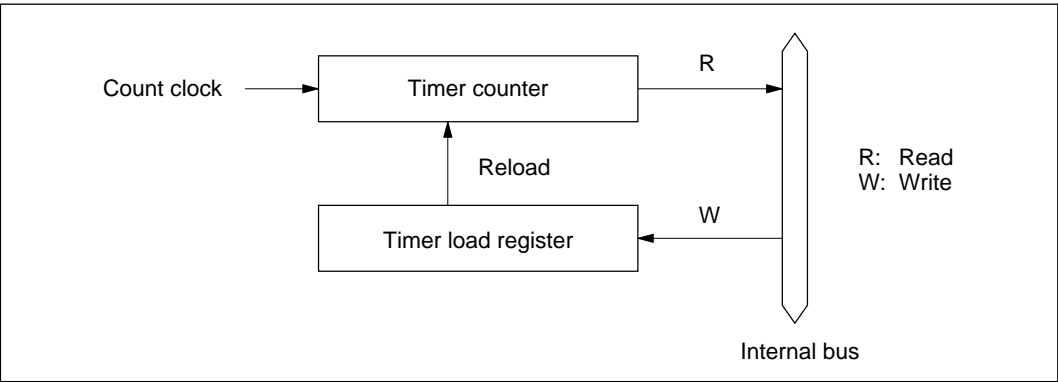 R
Count clock
Timer counter
Reload
R: Read
W: Write
W
Timer load register
Internal bus